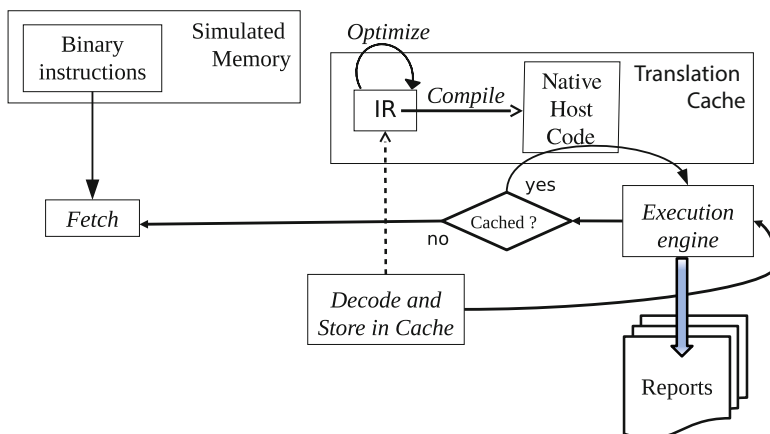 Simulated
Memory
Binary
instructions
Optimize
IR
Compile
Native
Host
Code
Translation
Cache
yes
Fetch
Cached ?
no
Execution
engine
Decode and
Store in Cache
Reports